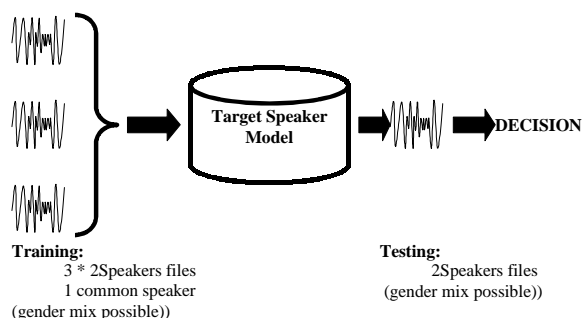 Target Speaker
Model
DECISION
Training:
3 * 2Speakers files
1 common speaker
(gender mix possible))
Testing:
2Speakers files
(gender mix possible))